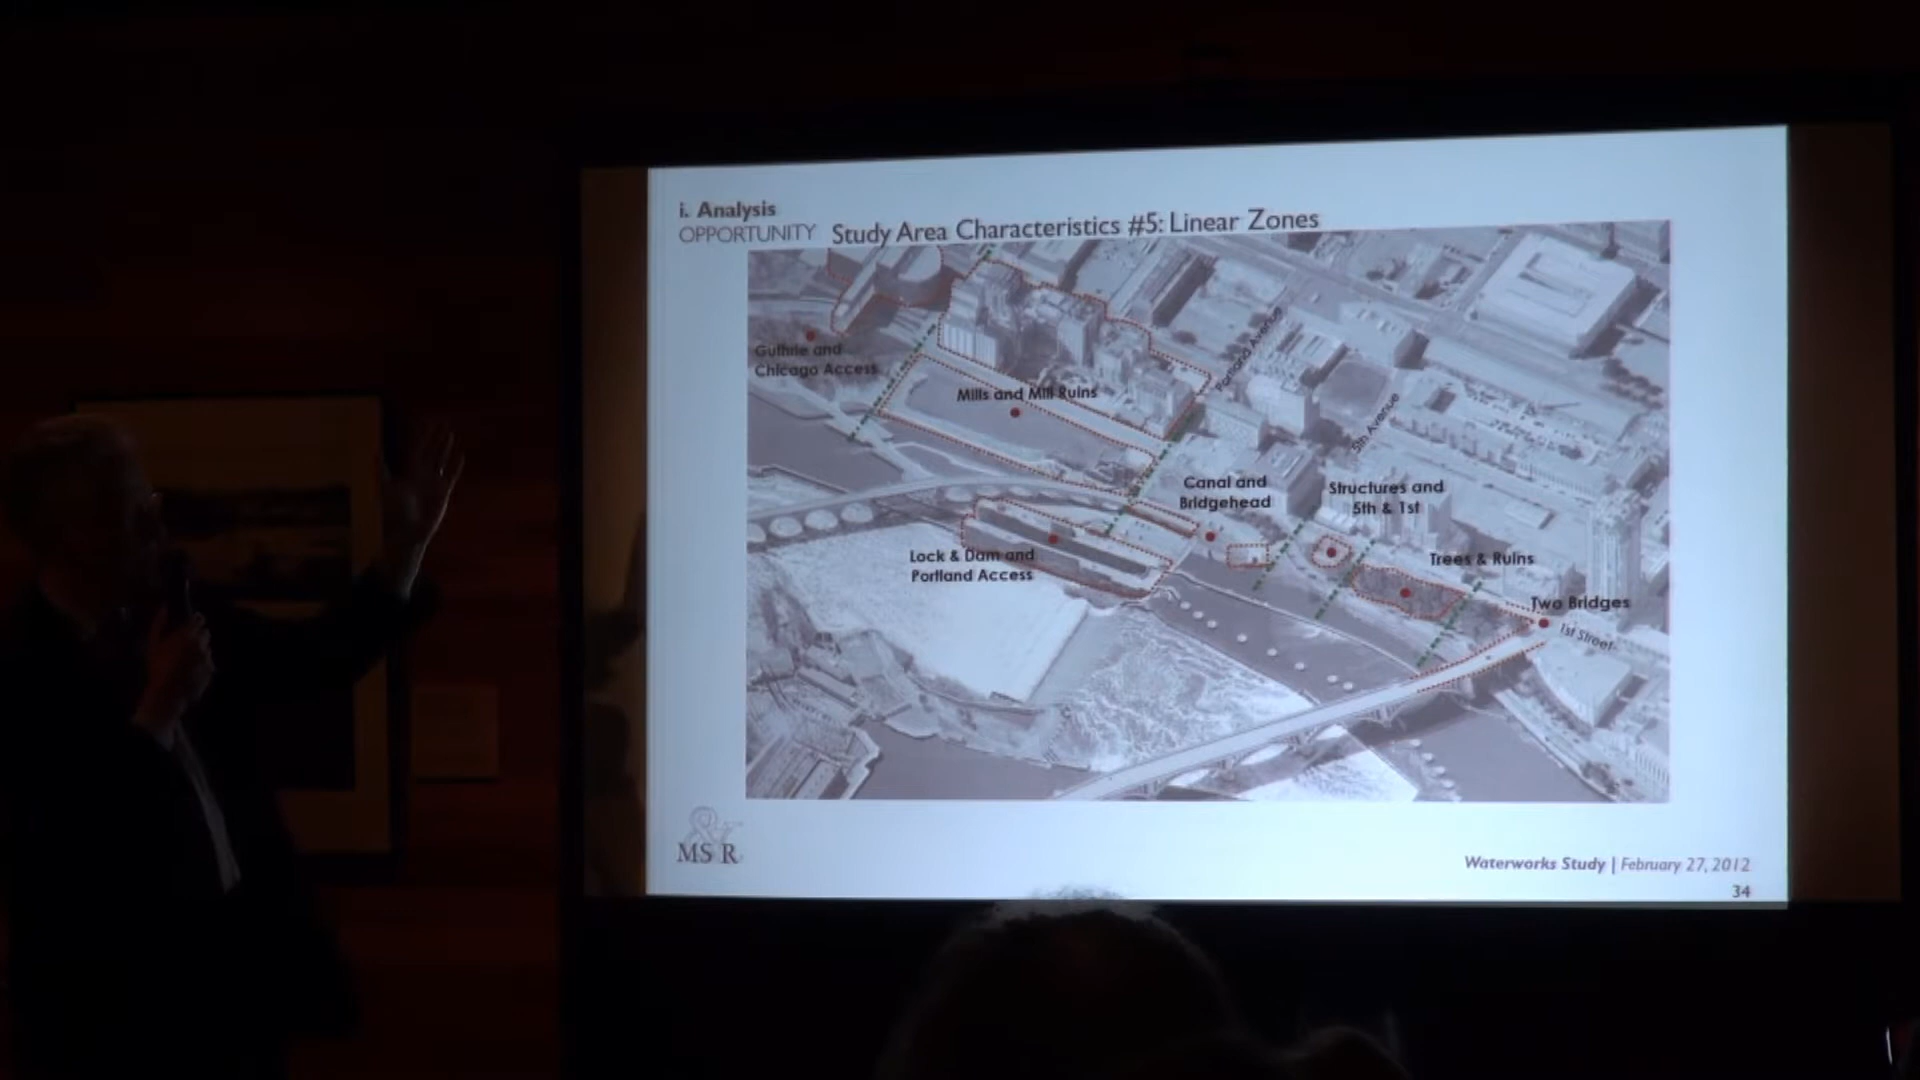 i. Analysis
OPPORTUNITY Study Area Characteristics #5: Linear Zones
Guthrie and
Chicago Access
Mills and Mill Ruins
Portland Avenue
5th Avenue
Canal and
Bridgehead
Structures and
5th & 1st
Lock & Dam and
Portland Access
Trees & Ruins
Two Bridges
1st Street
&
MS R
Waterworks Study | February 27, 2012
34